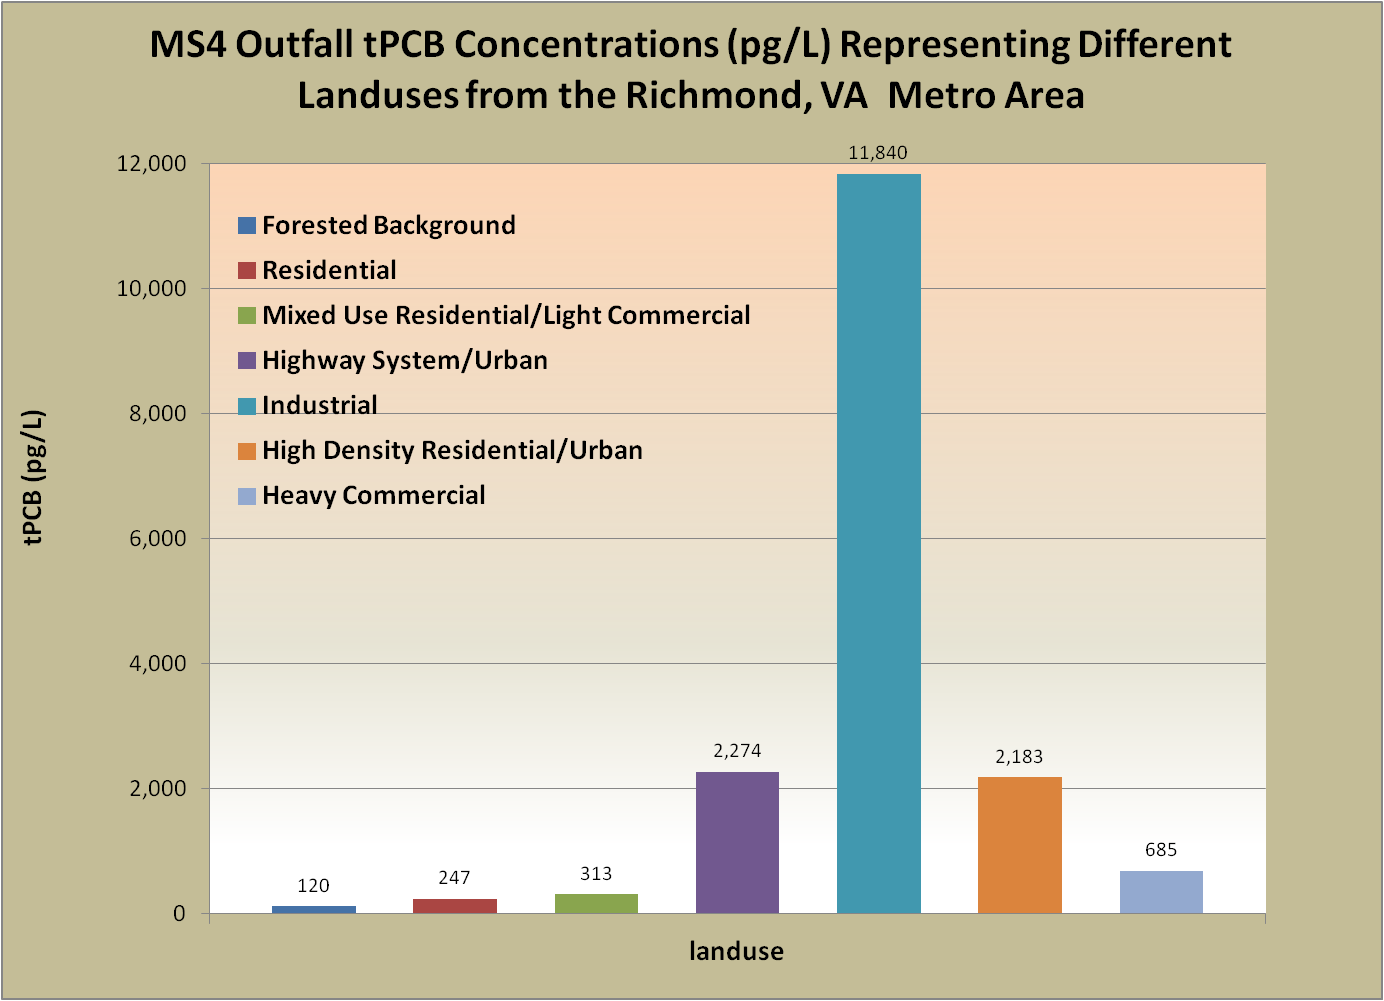 MS4 Outfall tPCB Concentrations (pg/L) Representing Different
Landuses from the Richmond, VA  Metro Area
12,000
10,000
8,000
6,000
4,000
2,000
0
tPCB (pg/L)
Forested Background
Residential
Mixed Use Residential/Light Commercial
Highway System/Urban
Industrial
High Density Residential/Urban
Heavy Commercial
120
247
313
2,274
11,840
2,183
685
landuse